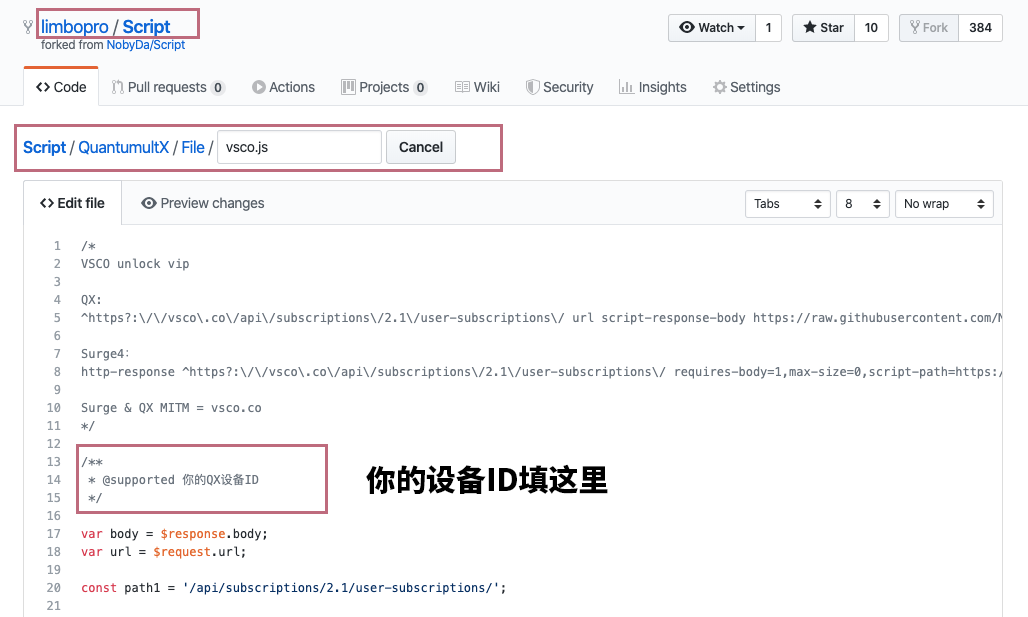 limbopro / Script
forked from NobyDa/Script
Watch 1 Star 10 Fork 384
Code Pull requests 0 Actions Projects 0 Wiki Security Insights Settings
Script / QuantumultX / File / vsco.js Cancel
Edit file Preview changes Tabs 8 No wrap
1 /*
2 VSCO unlock vip
3
4 QX:
5 ^https?:\/\/vsco\.co\/api\/subscriptions\/2.1\/user-subscriptions\/ url script-response-body https://raw.githubusercontent.com/N
6
7 Surge4:
8 http-response ^https?:\/\/vsco\.co\/api\/subscriptions\/2.1\/user-subscriptions\/ requires-body=1,max-size=0,script-path=https:/
9
10 Surge & QX MITM = vsco.co
11 */
12
13 /**
14 * @supported 你的QX设备ID
15 */
你的设备ID填这里
16
17 var body = $response.body;
18 var url = $request.url;
19
20 const path1 = '/api/subscriptions/2.1/user-subscriptions/';
21